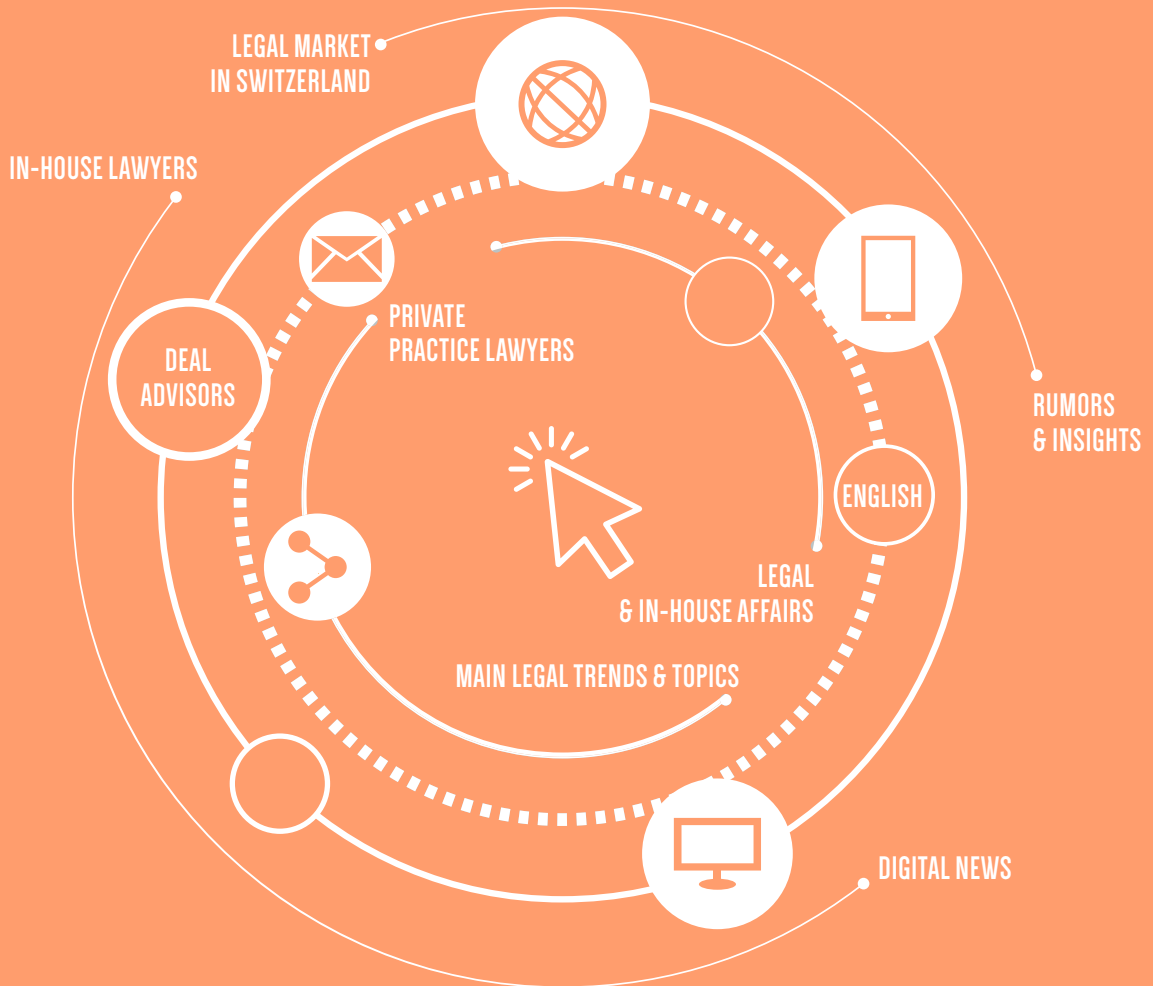 LEGAL MARKET
IN SWITZERLAND
IN-HOUSE LAWYERS
PRIVATE
PRACTICE LAWYERS
DEAL
ADVISORS
RUMORS
& INSIGHTS
ENGLISH
LEGAL
& IN-HOUSE AFFAIRS
MAIN LEGAL TRENDS & TOPICS
DIGITAL NEWS